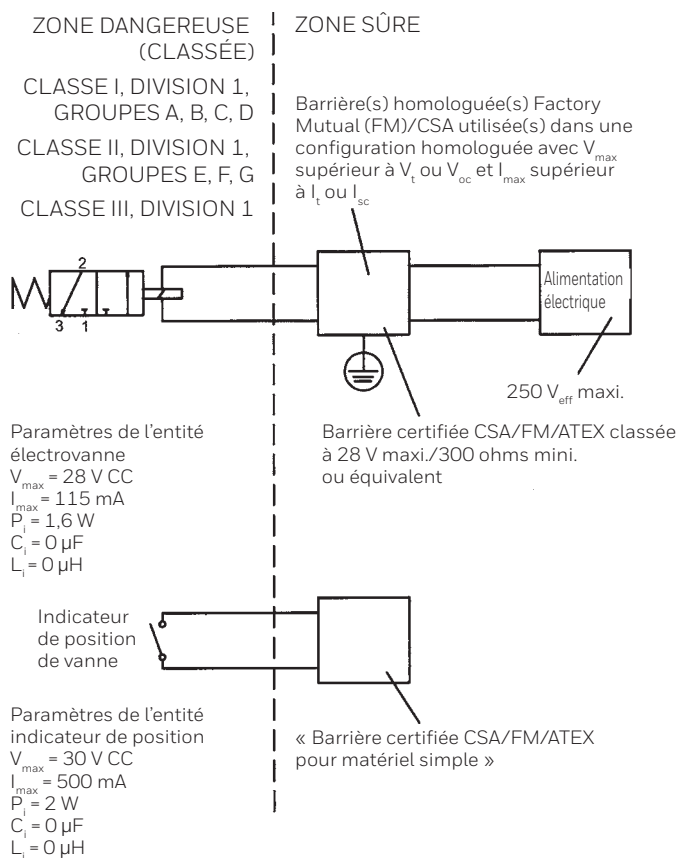 ZONE DANGEREUSE
(CLASSÉE)
CLASSE I, DIVISION 1,
GROUPES A, B, C, D
CLASSE II, DIVISION 1,
GROUPES E, F, G
CLASSE III, DIVISION 1
ZONE SÛRE
Barrière(s) homologuée(s) Factory
Mutual (FM)/CSA utilisée(s) dans une
configuration homologuée avec Vmax
supérieur à Vt ou Voc et Imax supérieur
à It ou Isc
2
3 1
Alimentation
électrique
250 Veff maxi.
Barrière certifiée CSA/FM/ATEX classée
à 28 V maxi./300 ohms mini.
ou équivalent
Paramètres de l'entité
électrovanne
Vmax = 28 V CC
Imax = 115 mA
Pi = 1,6 W
Ci = 0 µF
Li = 0 µH
Indicateur
de position
de vanne
Paramètres de l'entité
indicateur de position
Vmax = 30 V CC
Imax = 500 mA
Pi = 2 W
Ci = 0 µF
Li = 0 µH
« Barrière certifiée CSA/FM/ATEX
pour matériel simple »